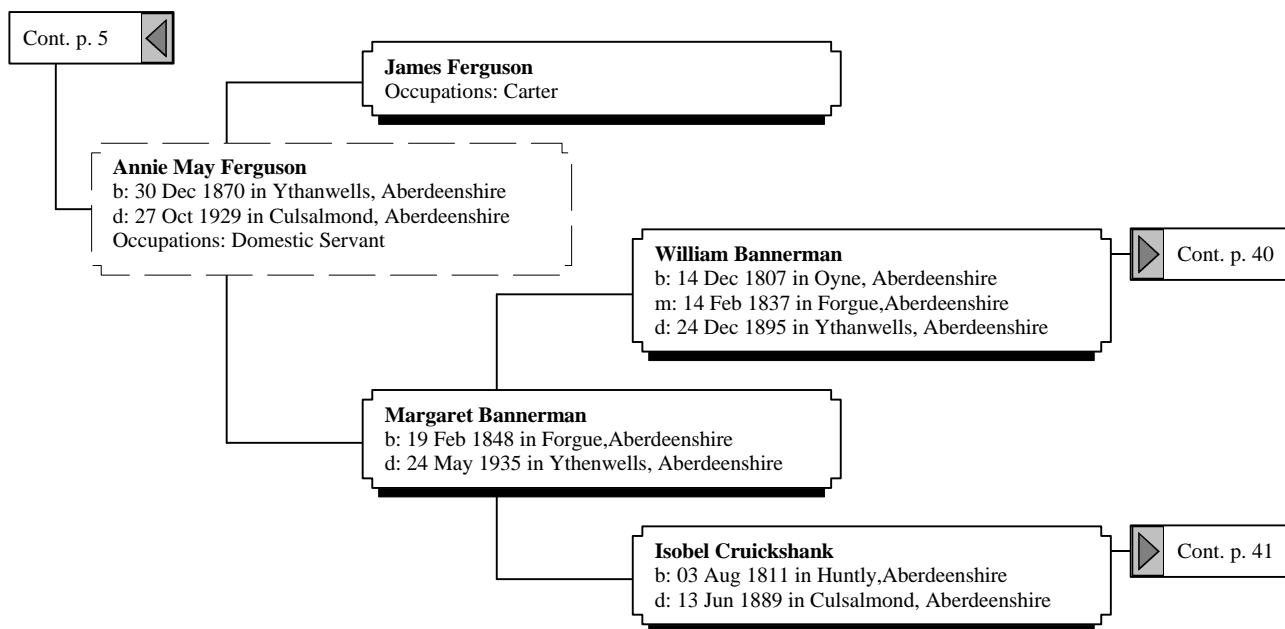 Cont. p. 5
James Ferguson
Occupations: Carter
Annie May Ferguson
b: 30 Dec 1870 in Ythanwells, Aberdeenshire
d: 27 Oct 1929 in Culsalmond, Aberdeenshire
Occupations: Domestic Servant
William Bannerman
b: 14 Dec 1807 in Oyne, Aberdeenshire
m: 14 Feb 1837 in Forgue,Aberdeenshire
d: 24 Dec 1895 in Ythanwells, Aberdeenshire
Cont. p. 40
Margaret Bannerman
b: 19 Feb 1848 in Forgue,Aberdeenshire
d: 24 May 1935 in Ythenwells, Aberdeenshire
Isobel Cruickshank
b: 03 Aug 1811 in Huntly,Aberdeenshire
d: 13 Jun 1889 in Culsalmond, Aberdeenshire
Cont. p. 41